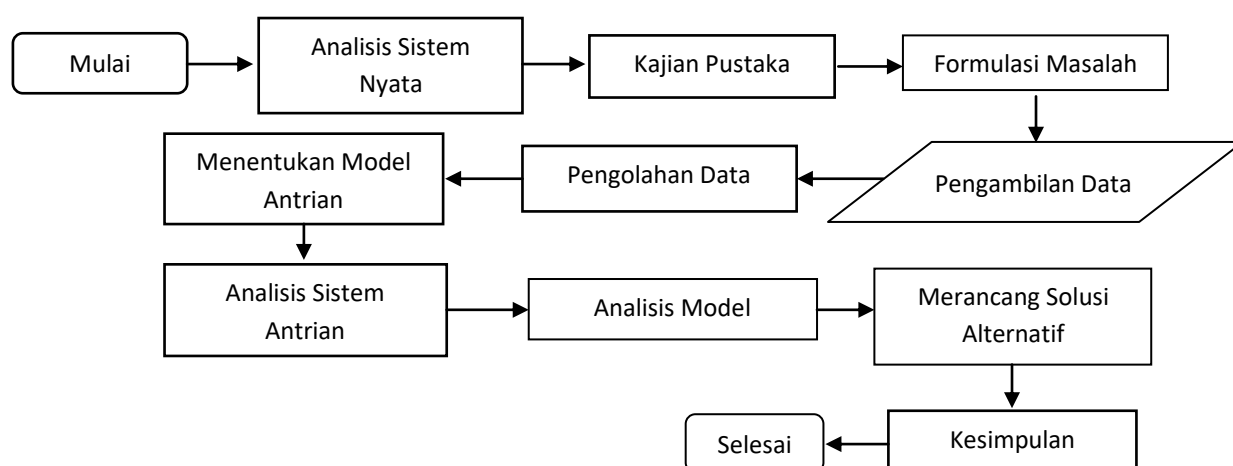 Mulai
Analisis Sistem
Nyata
Kajian Pustaka
Formulasi Masalah
Pengambilan Data
Pengolahan Data
Menentukan Model
Antrian
Analisis Sistem
Antrian
Analisis Model
Merancang Solusi
Alternatif
Kesimpulan
Selesai